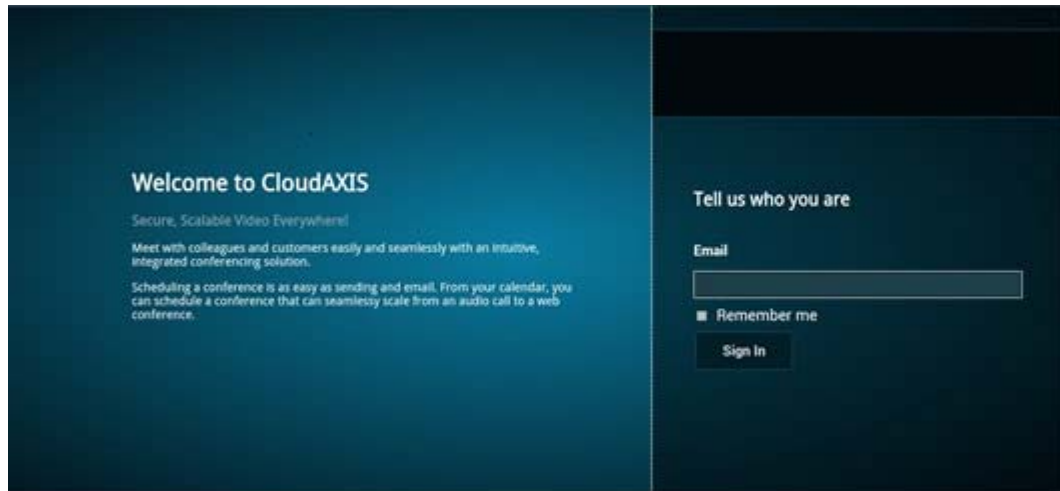 Welcome to CloudAXIS
Secure, Scalable Video Everywhere!
Meet with colleagues and customers easily and seamlessly with an intuitive,
integrated conferencing solution.
Scheduling a conference is as easy as sending and email. From your calendar, you
can schedule a conference that can seamlessy scale from an audio call to a web
conference.
Tell us who you are
Email
Remember me
Sign In